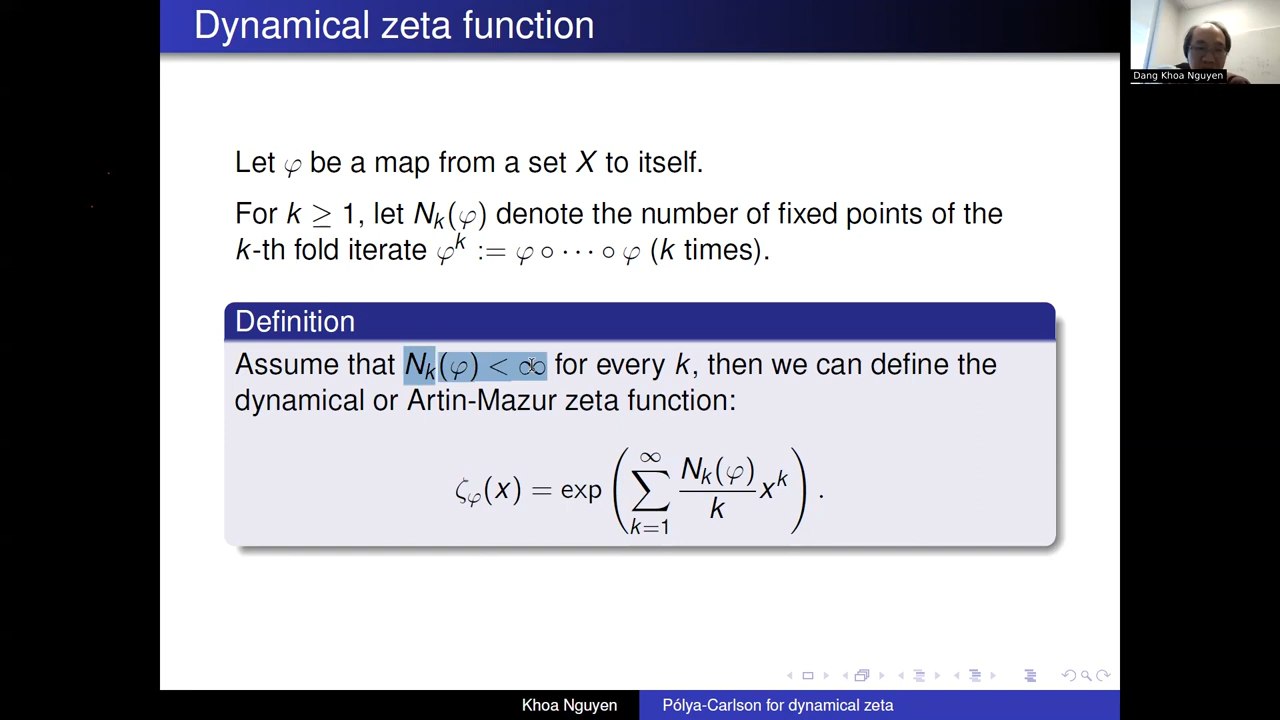 Dynamical zeta function
Dang Khoa Nguyen
Let φ be a map from a set X to itself.
For k ≥ 1, let N_k(φ) denote the number of fixed points of the
k-th fold iterate φ^k := φ ∘ ⋯ ∘ φ (k times).
Definition
Assume that N_k(φ) < ∞ for every k, then we can define the
dynamical or Artin-Mazur zeta function:
ζ_φ(x) = exp ( ∑_{k=1}^{∞} N_k(φ)/k x^k ) .
Khoa Nguyen
Pólya-Carlson for dynamical zeta